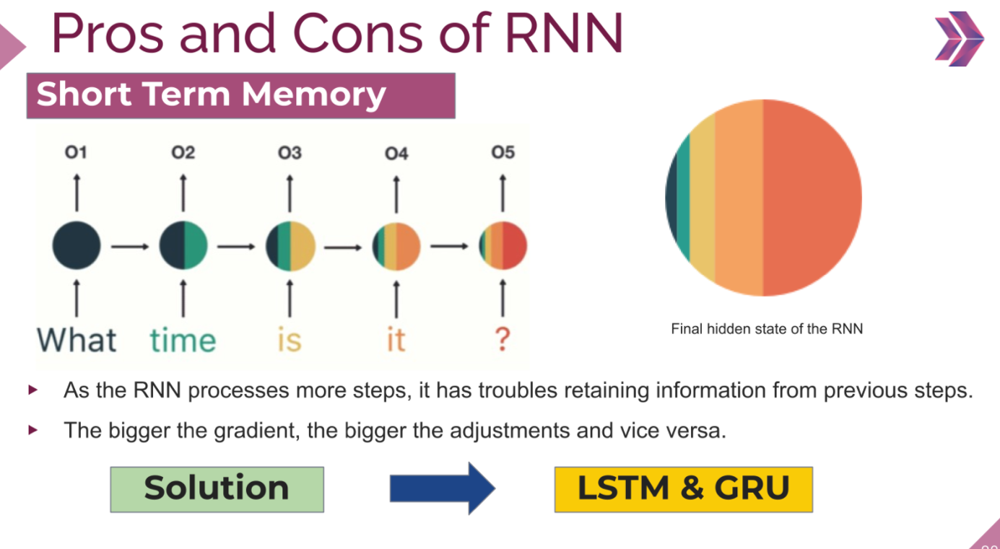 Pros and Cons of RNN
Short Term Memory
O1 O2 O3 O4 O5
What time is it ?
Final hidden state of the RNN
As the RNN processes more steps, it has troubles retaining information from previous steps.
The bigger the gradient, the bigger the adjustments and vice versa.
Solution LSTM & GRU